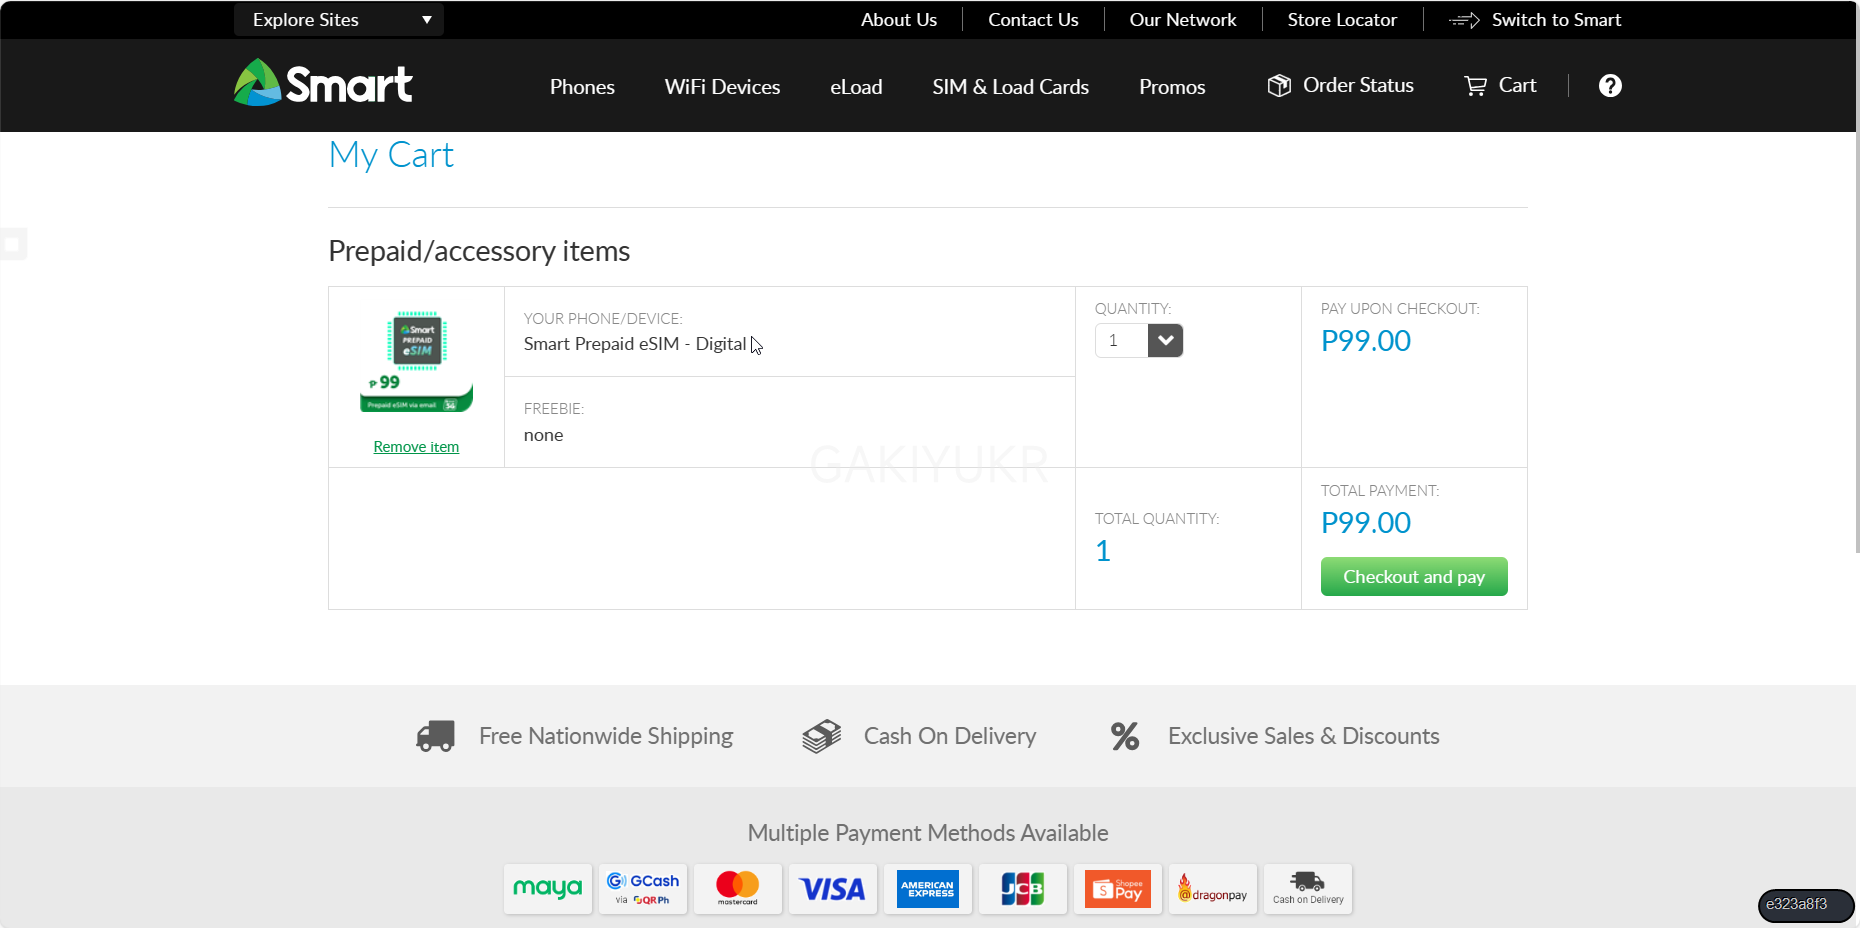 Explore Sites
About Us
Contact Us
Our Network
Store Locator
Switch to Smart
Smart
Phones
WiFi Devices
eLoad
SIM & Load Cards
Promos
Order Status
Cart
?
My Cart
Prepaid/accessory items
Smart
PREPAID
eSIM
₱ 99
Prepaid eSIM via email
Remove item
YOUR PHONE/DEVICE:
Smart Prepaid eSIM - Digital
FREEBIE:
none
QUANTITY:
1
PAY UPON CHECKOUT:
P99.00
GAKIYUKR
TOTAL QUANTITY:
1
TOTAL PAYMENT:
P99.00
Checkout and pay
Free Nationwide Shipping
Cash On Delivery
% Exclusive Sales & Discounts
Multiple Payment Methods Available
maya
GCash
via QRPh
mastercard
VISA
AMERICAN
EXPRESS
JCB
Shopee
Pay
dragonpay
Cash on Delivery
e323a8f3